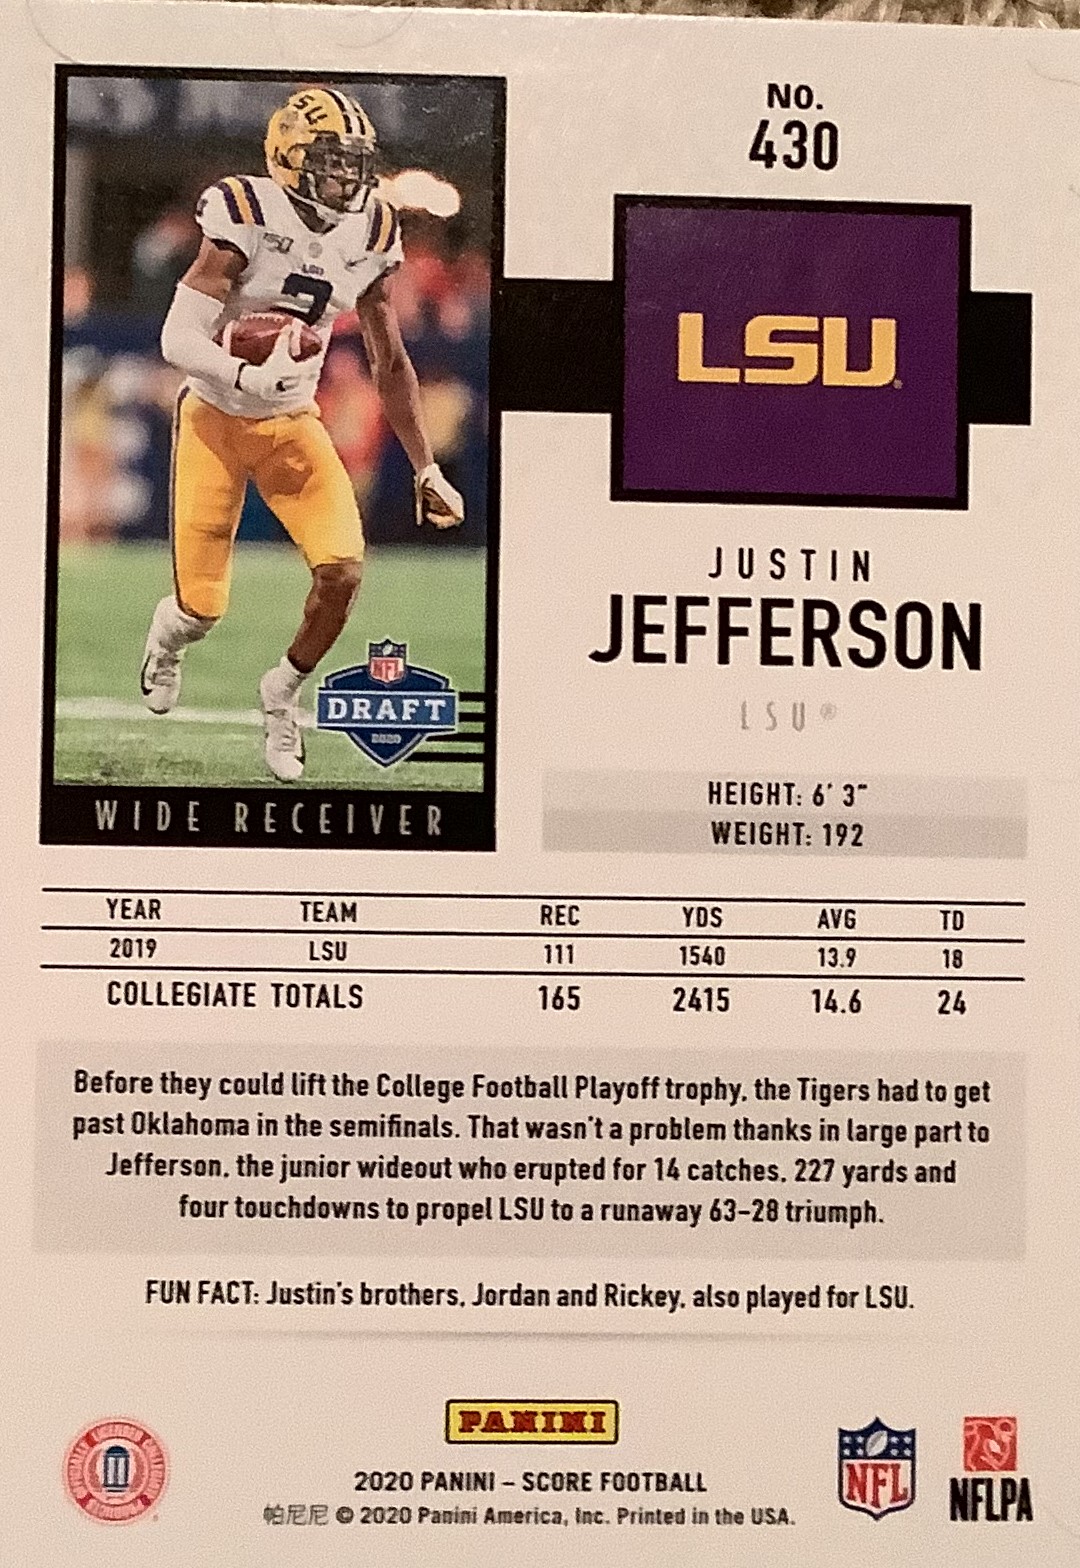 NO.
430
LSU
LSU
150
LSU
2
NFL
DRAFT
2020
WIDE RECEIVER
JUSTIN
JEFFERSON
LSU®
HEIGHT: 6' 3"
WEIGHT: 192
YEAR TEAM REC YDS AVG TD
2019 LSU 111 1540 13.9 18
COLLEGIATE TOTALS 165 2415 14.6 24
Before they could lift the College Football Playoff trophy, the Tigers had to get
past Oklahoma in the semifinals. That wasn't a problem thanks in large part to
Jefferson, the junior wideout who erupted for 14 catches, 227 yards and
four touchdowns to propel LSU to a runaway 63-28 triumph.
FUN FACT: Justin's brothers, Jordan and Rickey, also played for LSU.
PANINI
2020 PANINI – SCORE FOOTBALL
帕尼尼 © 2020 Panini America, Inc. Printed in the USA.
NFL
NFLPA